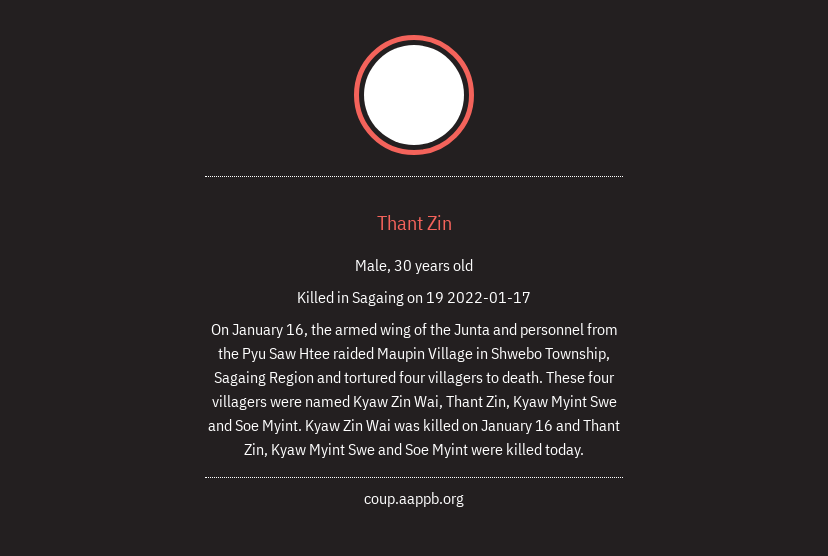 Thant Zin
Male, 30 years old
Killed in Sagaing on 19 2022-01-17
On January 16, the armed wing of the Junta and personnel from
the Pyu Saw Htee raided Maupin Village in Shwebo Township,
Sagaing Region and tortured four villagers to death. These four
villagers were named Kyaw Zin Wai, Thant Zin, Kyaw Myint Swe
and Soe Myint. Kyaw Zin Wai was killed on January 16 and Thant
Zin, Kyaw Myint Swe and Soe Myint were killed today.
coup.aappb.org